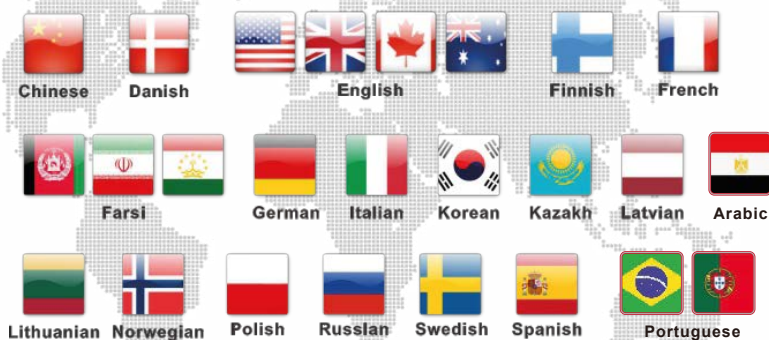 Chinese Danish English Finnish French
Farsi German Italian Korean Kazakh Latvian Arabic
Lithuanian Norwegian Polish Russian Swedish Spanish Portuguese